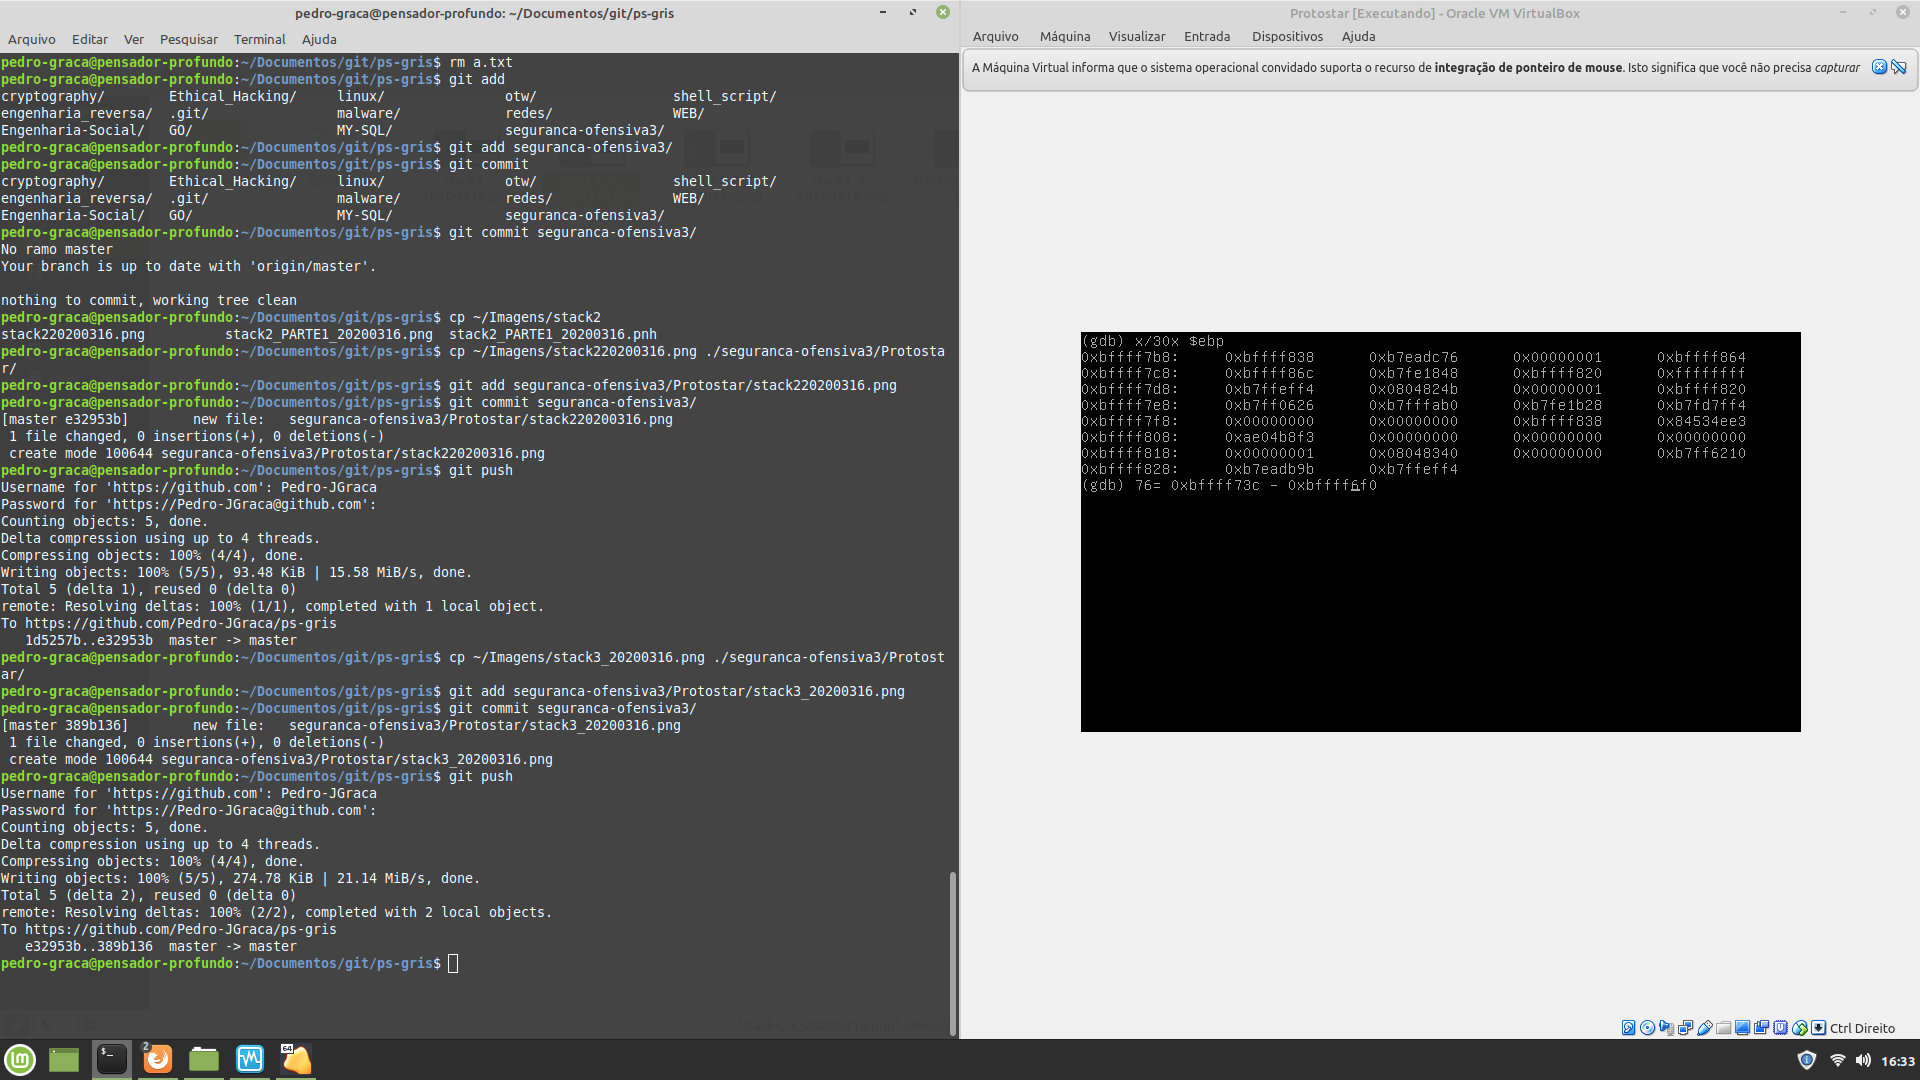 pedro-graca@pensador-profundo: ~/Documentos/git/ps-gris
Arquivo Editar Ver Pesquisar Terminal Ajuda
pedro-graca@pensador-profundo:~/Documentos/git/ps-gris$ rm a.txt
pedro-graca@pensador-profundo:~/Documentos/git/ps-gris$ git add
cryptography/ Ethical_Hacking/ linux/ otw/ shell_script/
engenharia_reversa/ .git/ malware/ redes/ WEB/
Engenharia-Social/ GO/ MY-SQL/ seguranca-ofensiva3/
pedro-graca@pensador-profundo:~/Documentos/git/ps-gris$ git add seguranca-ofensiva3/
pedro-graca@pensador-profundo:~/Documentos/git/ps-gris$ git commit
cryptography/ Ethical_Hacking/ linux/ otw/ shell_script/
engenharia_reversa/ .git/ malware/ redes/ WEB/
Engenharia-Social/ GO/ MY-SQL/ seguranca-ofensiva3/
pedro-graca@pensador-profundo:~/Documentos/git/ps-gris$ git commit seguranca-ofensiva3/
No ramo master
Your branch is up to date with 'origin/master'.
nothing to commit, working tree clean
pedro-graca@pensador-profundo:~/Documentos/git/ps-gris$ cp ~/Imagens/stack2
stack220200316.png stack2_PARTE1_20200316.png stack2_PARTE1_20200316.pnh
pedro-graca@pensador-profundo:~/Documentos/git/ps-gris$ cp ~/Imagens/stack220200316.png ./seguranca-ofensiva3/Protosta
r/
pedro-graca@pensador-profundo:~/Documentos/git/ps-gris$ git add seguranca-ofensiva3/Protostar/stack220200316.png
pedro-graca@pensador-profundo:~/Documentos/git/ps-gris$ git commit seguranca-ofensiva3/
[master e32953b] new file: seguranca-ofensiva3/Protostar/stack220200316.png
1 file changed, 0 insertions(+), 0 deletions(-)
create mode 100644 seguranca-ofensiva3/Protostar/stack220200316.png
pedro-graca@pensador-profundo:~/Documentos/git/ps-gris$ git push
Username for 'https://github.com': Pedro-JGraca
Password for 'https://Pedro-JGraca@github.com':
Counting objects: 5, done.
Delta compression using up to 4 threads.
Compressing objects: 100% (4/4), done.
Writing objects: 100% (5/5), 93.48 KiB | 15.58 MiB/s, done.
Total 5 (delta 1), reused 0 (delta 0)
remote: Resolving deltas: 100% (1/1), completed with 1 local object.
To https://github.com/Pedro-JGraca/ps-gris
1d5257b..e32953b master -> master
pedro-graca@pensador-profundo:~/Documentos/git/ps-gris$ cp ~/Imagens/stack3_20200316.png ./seguranca-ofensiva3/Protost
ar/
pedro-graca@pensador-profundo:~/Documentos/git/ps-gris$ git add seguranca-ofensiva3/Protostar/stack3_20200316.png
pedro-graca@pensador-profundo:~/Documentos/git/ps-gris$ git commit seguranca-ofensiva3/
[master 389b136] new file: seguranca-ofensiva3/Protostar/stack3_20200316.png
1 file changed, 0 insertions(+), 0 deletions(-)
create mode 100644 seguranca-ofensiva3/Protostar/stack3_20200316.png
pedro-graca@pensador-profundo:~/Documentos/git/ps-gris$ git push
Username for 'https://github.com': Pedro-JGraca
Password for 'https://Pedro-JGraca@github.com':
Counting objects: 5, done.
Delta compression using up to 4 threads.
Compressing objects: 100% (4/4), done.
Writing objects: 100% (5/5), 274.78 KiB | 21.14 MiB/s, done.
Total 5 (delta 2), reused 0 (delta 0)
remote: Resolving deltas: 100% (2/2), completed with 2 local objects.
To https://github.com/Pedro-JGraca/ps-gris
e32953b..389b136 master -> master
pedro-graca@pensador-profundo:~/Documentos/git/ps-gris$
Protostar [Executando] - Oracle VM VirtualBox
Arquivo Máquina Visualizar Entrada Dispositivos Ajuda
A Máquina Virtual informa que o sistema operacional convidado suporta o recurso de integração de ponteiro de mouse. Isto significa que você não precisa capturar
(gdb) x/30x $ebp
0xbffff7b8: 0xbffff838 0xb7eadc76 0x00000001 0xbffff864
0xbffff7c8: 0xbffff86c 0xb7fe1848 0xbffff820 0xffffffff
0xbffff7d8: 0xb7ffeff4 0x0804824b 0x00000001 0xbffff820
0xbffff7e8: 0xb7ff0626 0xb7fffab0 0xb7fe1b28 0xb7fd7ff4
0xbffff7f8: 0x00000000 0x00000000 0xbffff838 0x84534ee3
0xbffff808: 0xae04b8f3 0x00000000 0x00000000 0x00000000
0xbffff818: 0x00000001 0x08048340 0x00000000 0xb7ff6210
0xbffff828: 0xb7eadb9b 0xb7ffeff4
(gdb) 76= 0xbffff73c - 0xbffff6f0
Ctrl Direito
2
64
16:33